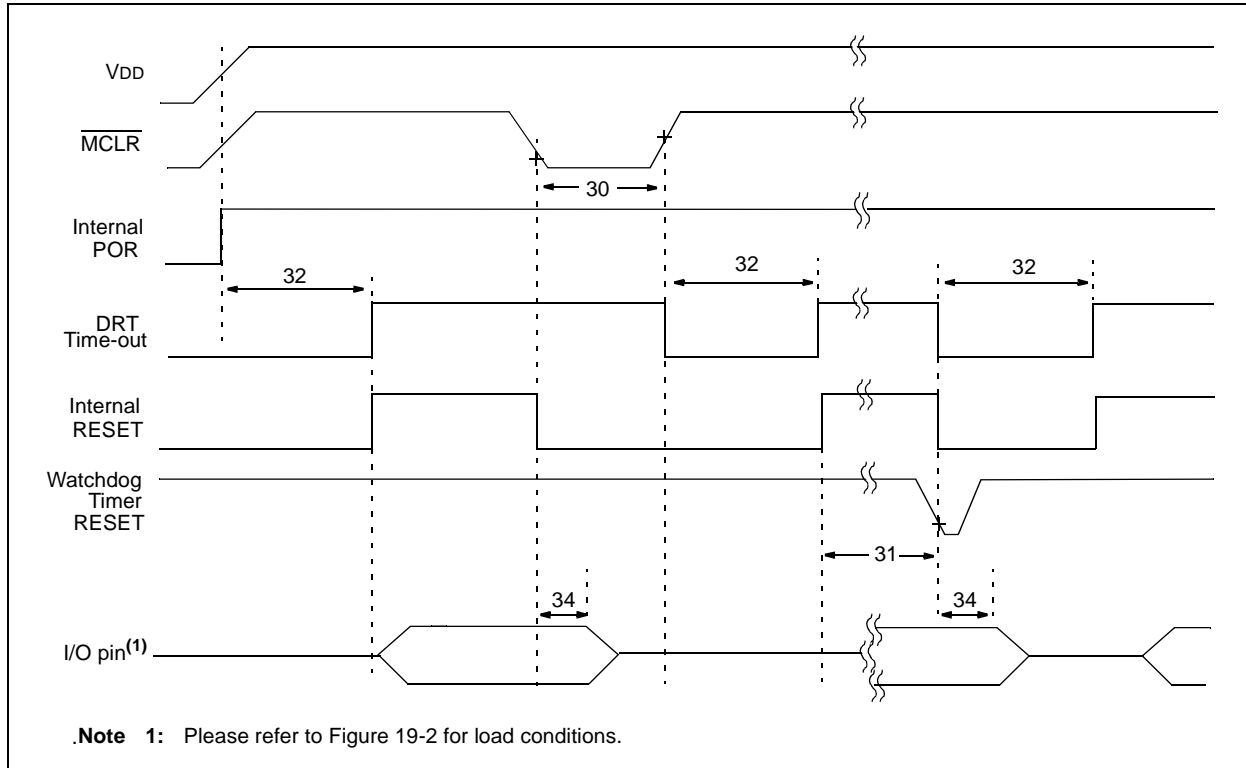 VDD
MCLR
30
Internal
POR
32
32
32
DRT
Time-out
Internal
RESET
Watchdog
Timer
RESET
31
34
34
I/O pin(1)
.Note 1: Please refer to Figure 19-2 for load conditions.